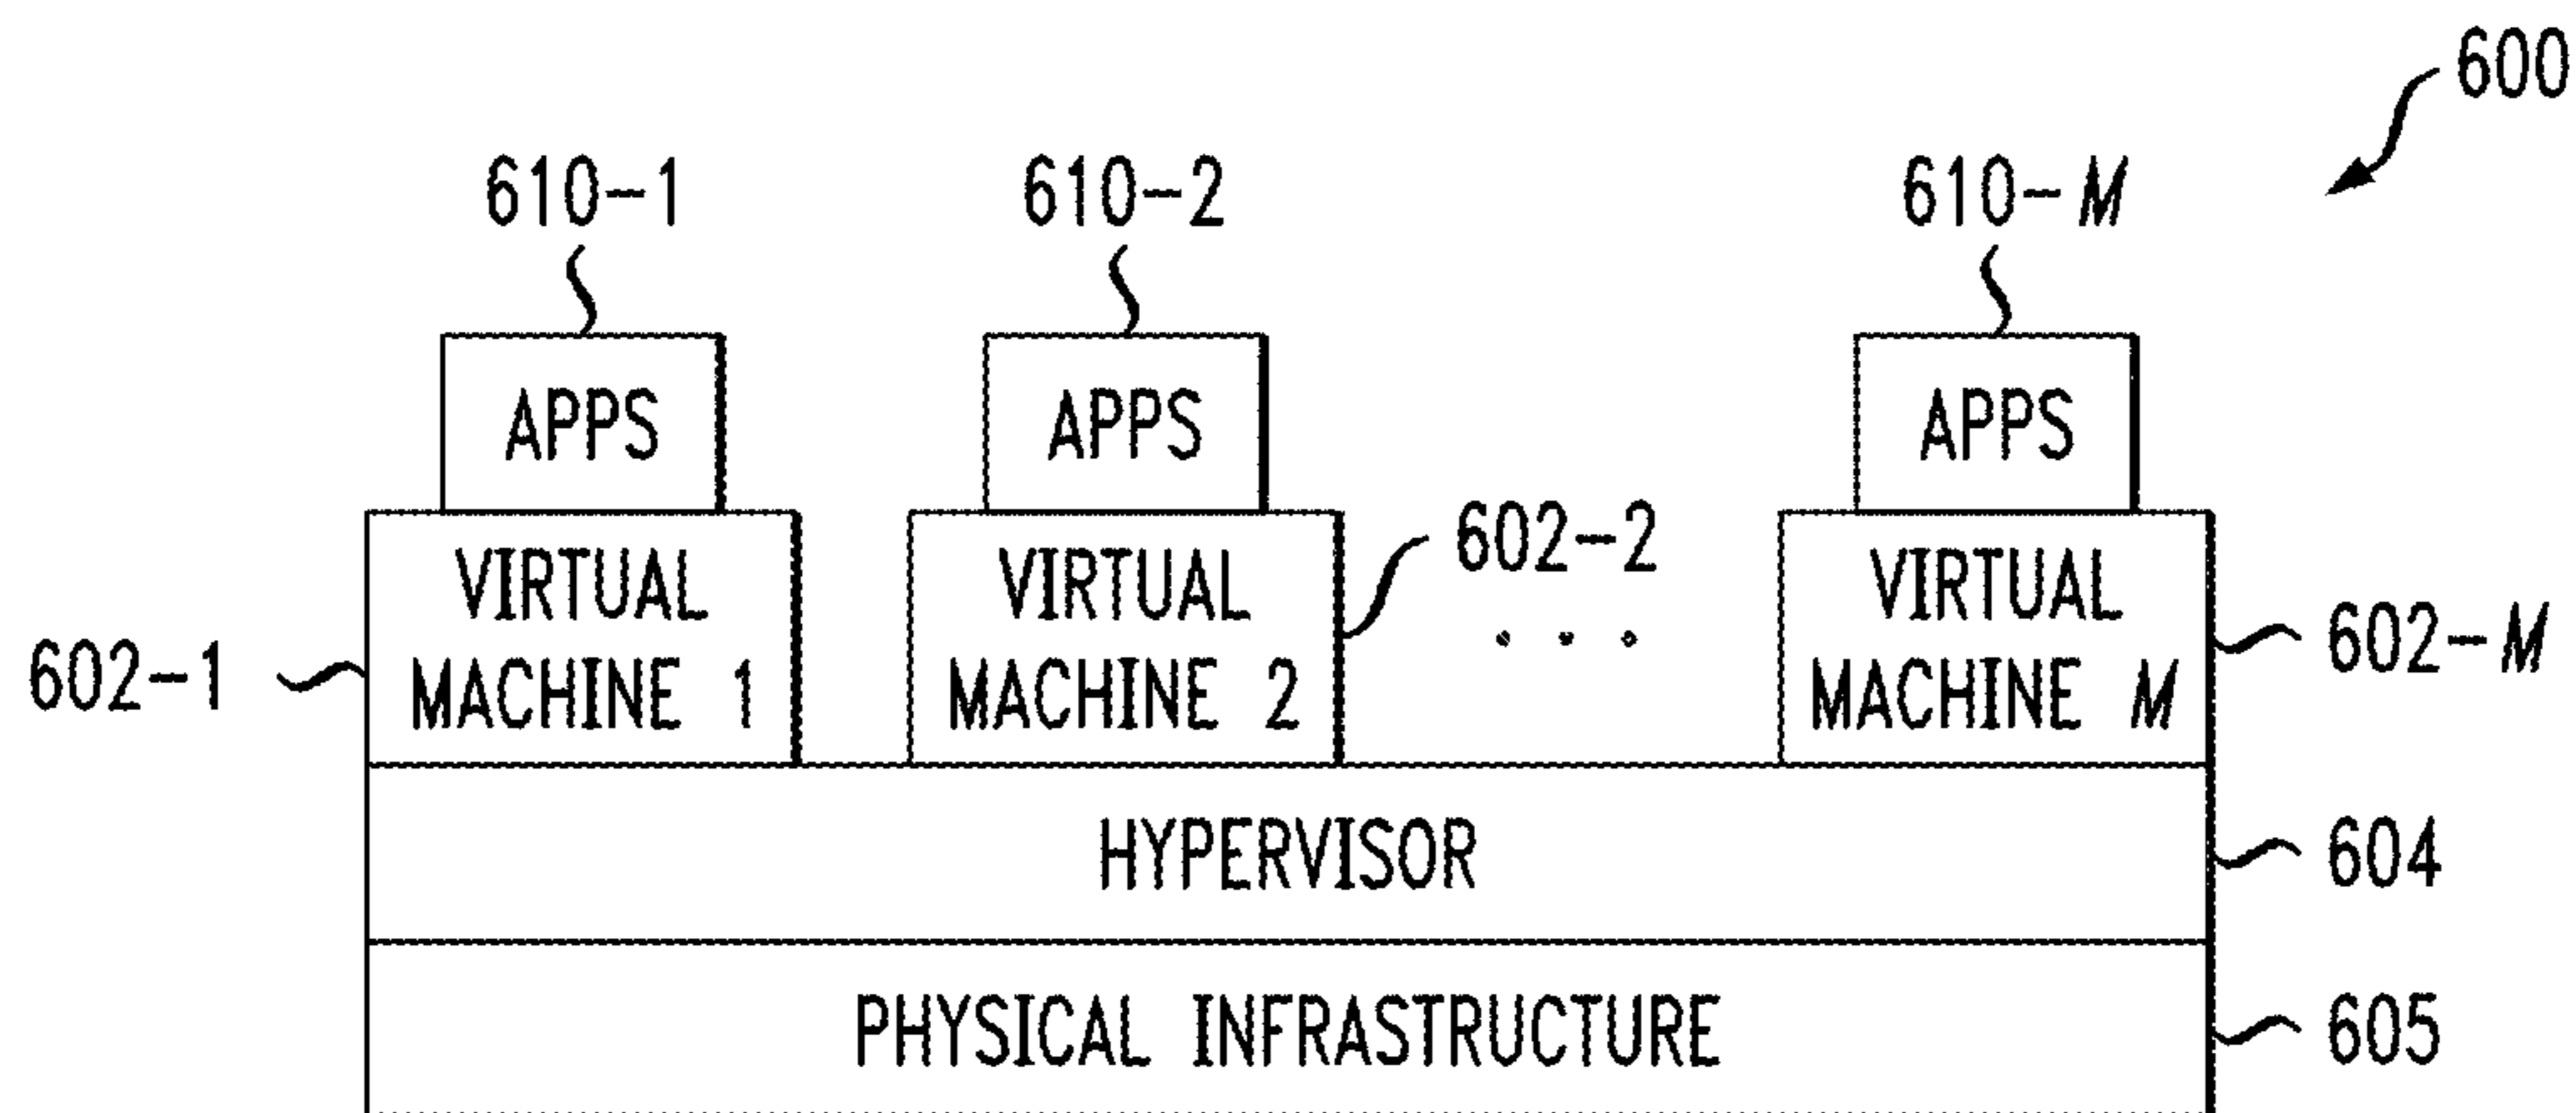 600
610-1
610-2
610-M
APPS
APPS
APPS
602-1
VIRTUAL
MACHINE 1
VIRTUAL
MACHINE 2
602-2
. . .
VIRTUAL
MACHINE M
602-M
HYPERVISOR
604
PHYSICAL INFRASTRUCTURE
605